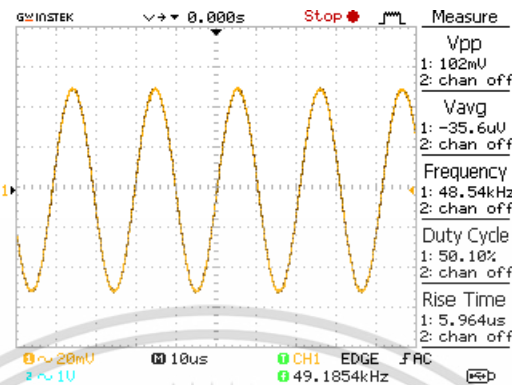 GWINSTEK 0.000s Stop Measure
Vpp
1: 102mV
2: chan off
Vavg
1: -35.6uV
2: chan off
Frequency
1: 48.54kHz
2: chan off
Duty Cycle
1: 50.10%
2: chan off
Rise Time
1: 5.964us
2: chan off
1
1 20mV M 10us T CH1 EDGE AC
2 1V 49.1854kHz